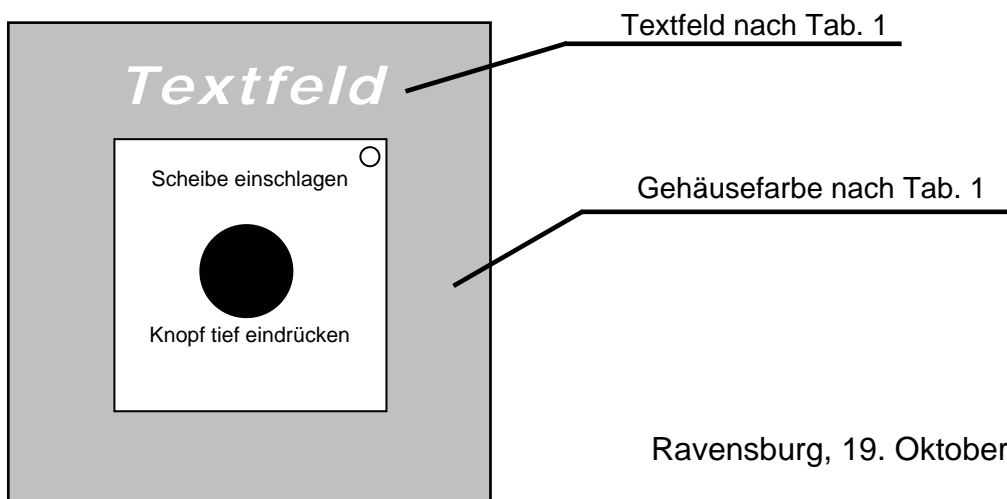 Textfeld nach Tab. 1
Textfeld
Scheibe einschlagen
Gehäusefarbe nach Tab. 1
Knopf tief eindrücken
Ravensburg, 19. Oktober